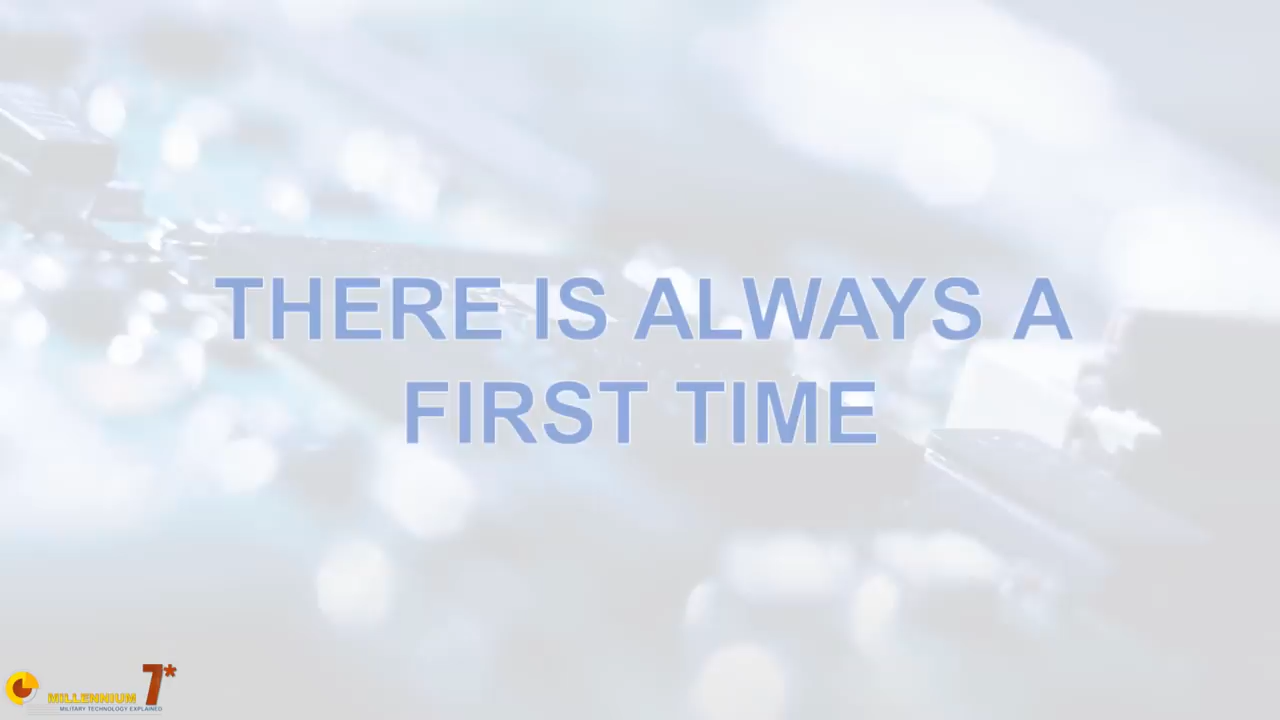 THERE IS ALWAYS A
FIRST TIME
MILLENNIUM 7*
MILITARY TECHNOLOGY EXPLAINED